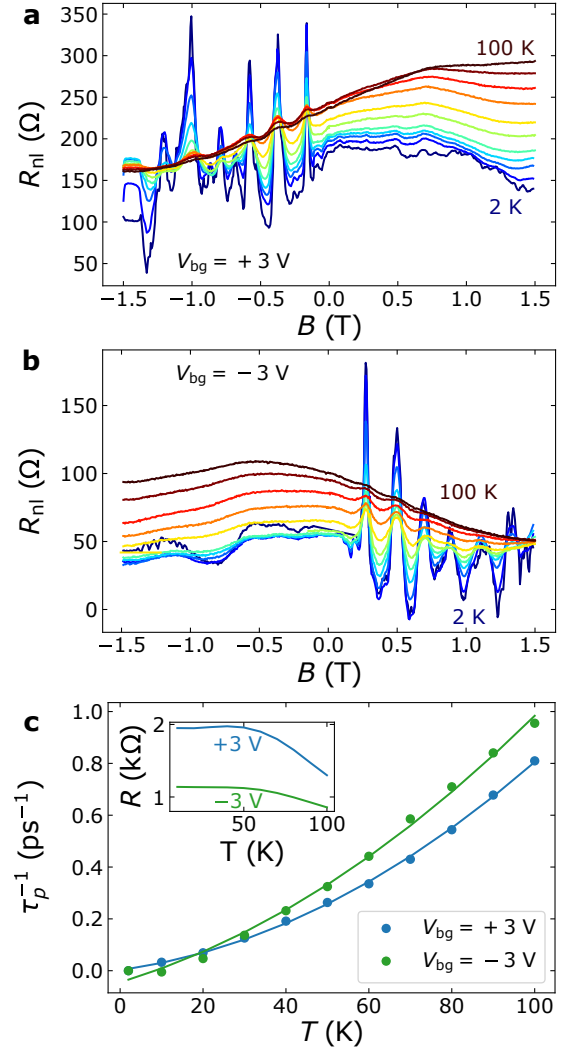 a
350
300
250
200
150
100
50
R_nl (Ω)
100 K
2 K
V_bg = +3 V
−1.5 −1.0 −0.5 0.0 0.5 1.0 1.5
B (T)
b
V_bg = −3 V
150
100
50
0
R_nl (Ω)
100 K
2 K
−1.5 −1.0 −0.5 0.0 0.5 1.0 1.5
B (T)
c
1.0
0.8
0.6
0.4
0.2
0.0
τ_p^−1 (ps^−1)
2
1
R (kΩ)
+3 V
−3 V
50 100
T (K)
V_bg = +3 V
V_bg = −3 V
0 20 40 60 80 100
T (K)